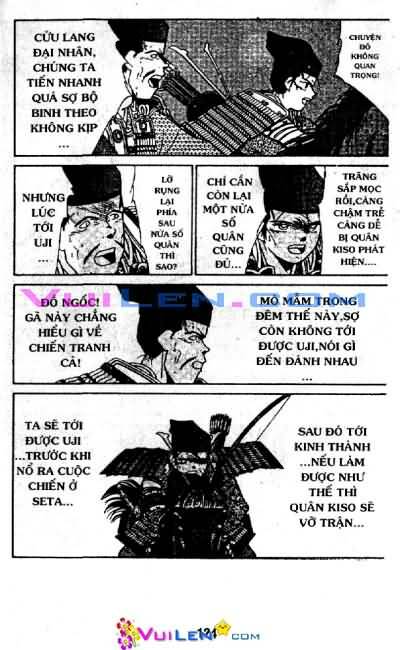 CỬU LANG
ĐẠI NHÂN,
CHÚNG TA
TIẾN NHANH
QUÁ SỢ BỘ
BINH THEO
KHÔNG KỊP
...
CHUYỆN
ĐÓ
KHÔNG
QUAN
TRỌNG!
NHƯNG
LÚC
TỚI
UJI
LỠ
RỤNG
LẠI
PHÍA
SAU
NỬA SỐ
QUÂN
THÌ
SAO?
CHỈ CẦN
CÒN LẠI
MỘT NỬA
SỐ
QUÂN
CŨNG
ĐỦ...
TRĂNG
SẮP MỌC
RỒI,CÀNG
CHẬM TRỄ
CÀNG DỄ
BỊ QUÂN
KISO PHÁT
HIỆN....
ĐỒ NGỐC!
GÃ NÀY CHẲNG
HIỂU GÌ VỀ
CHIẾN TRANH
CẢ!
MÒ MẪM TRONG
ĐÊM THẾ NÀY,SỢ
CÒN KHÔNG TỚI
ĐƯỢC UJI,NÓI GÌ
ĐẾN ĐÁNH NHAU
...
VuiLen.com
TA SẼ TỚI
ĐƯỢC UJI
...TRƯỚC KHI
NỔ RA CUỘC
CHIẾN Ở
SETA...
SAU ĐÓ TỚI
KINH THÀNH
...NẾU LÀM
ĐƯỢC NHƯ
THẾ THÌ
QUÂN KISO SẼ
VỠ TRẬN...
VuiLen.com